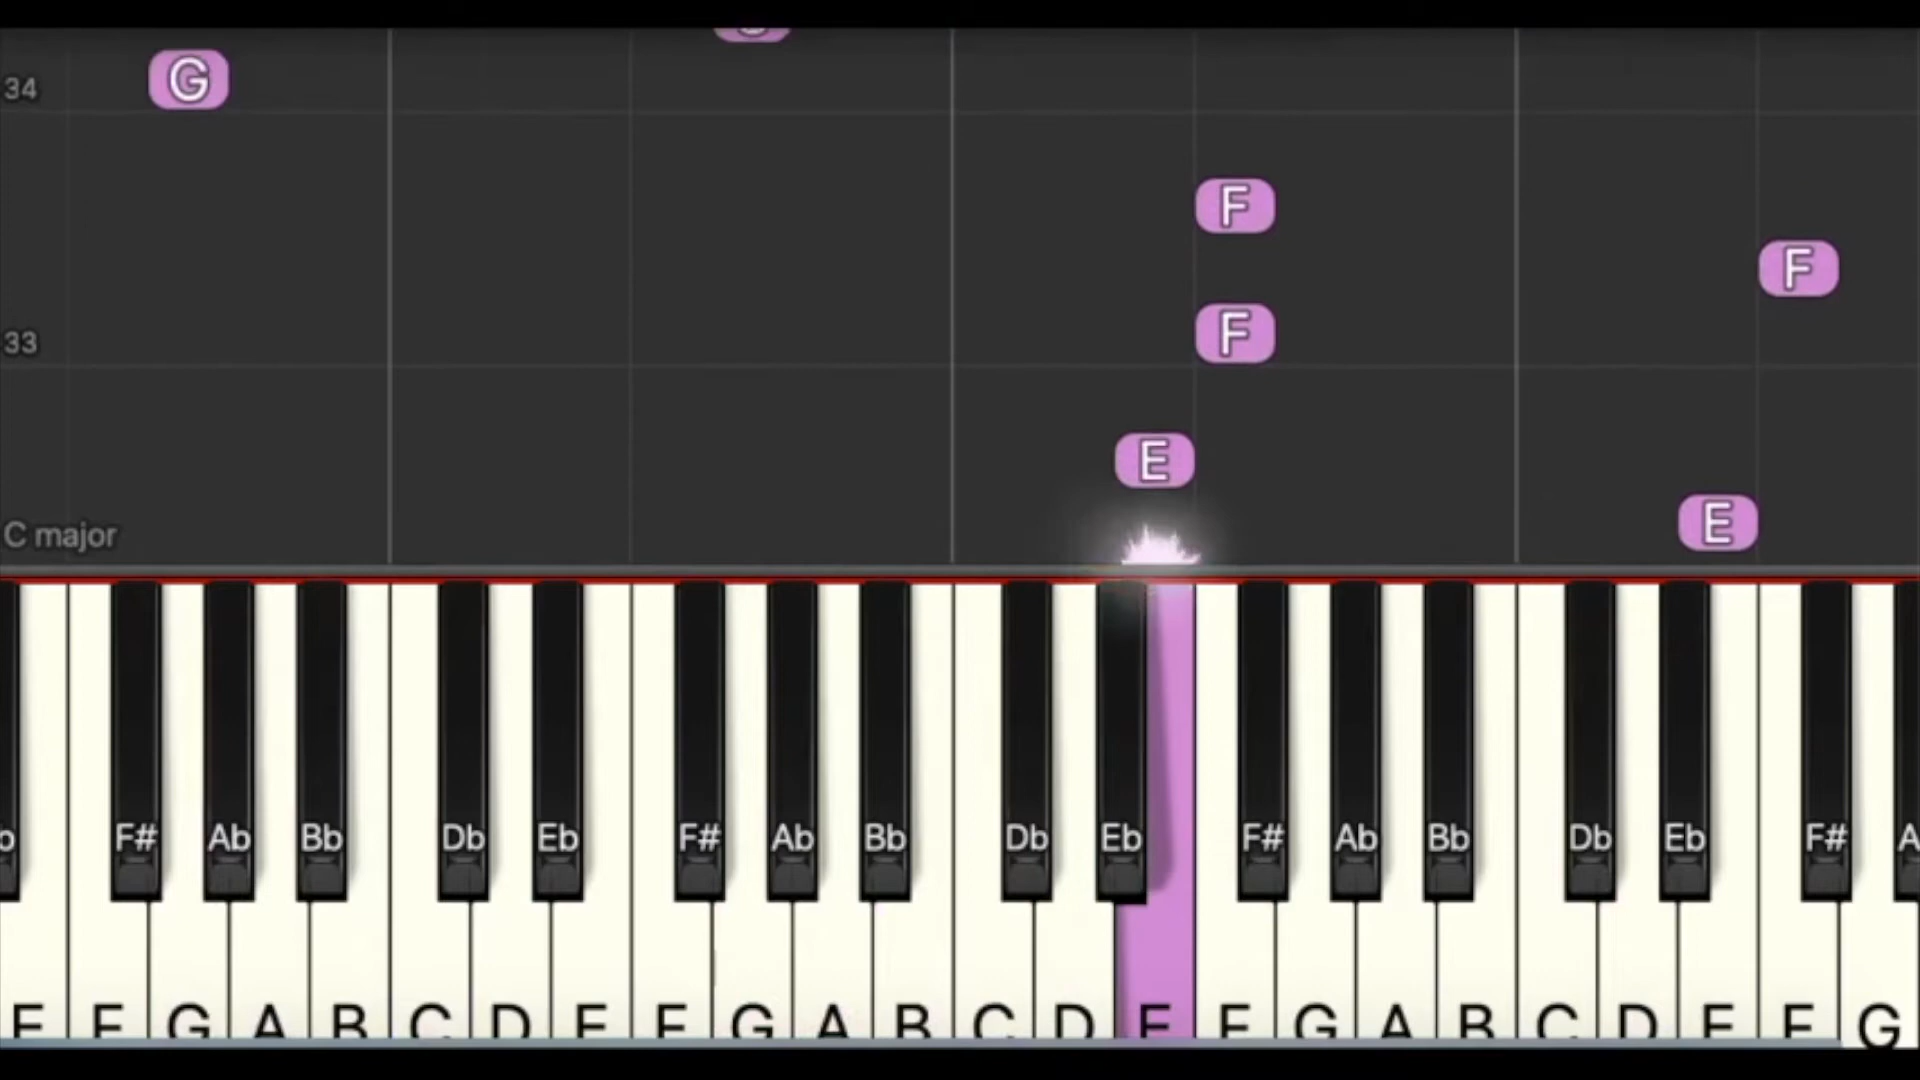 34 G
F
F
33 F
E
E
C major
F# Ab Bb Db Eb F# Ab Bb Db Eb F# Ab Bb Db Eb F#
E F G A B C D E F G A B C D E F G A B C D E F G